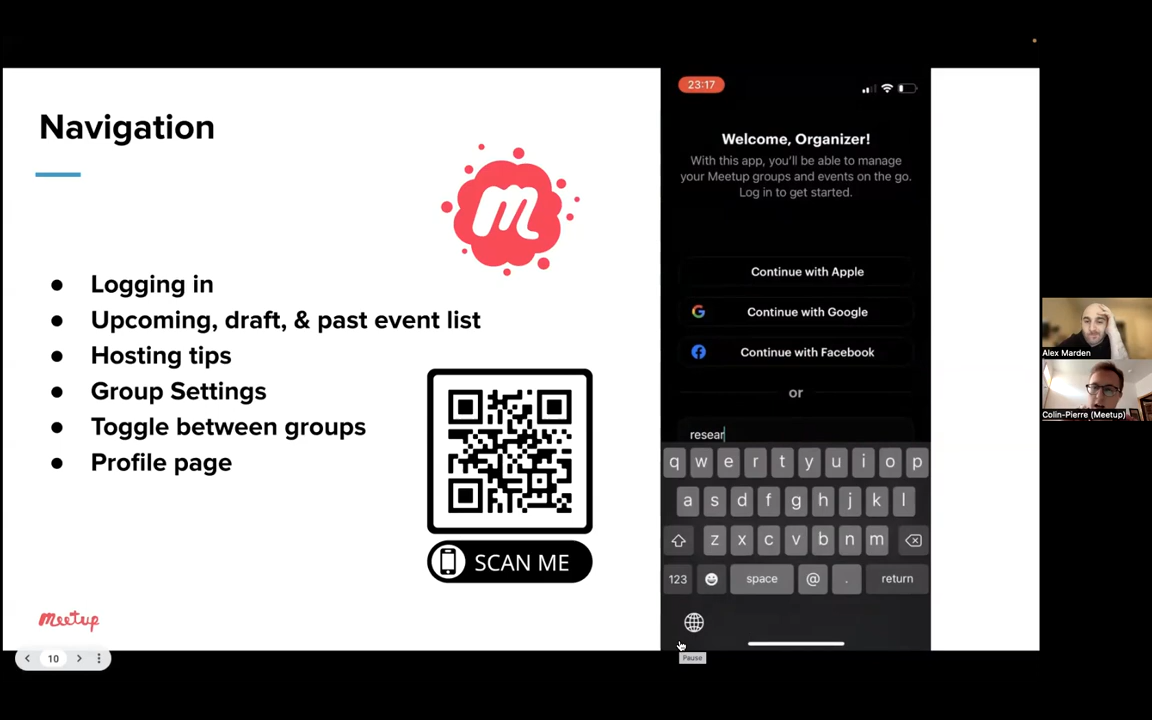 Navigation
Logging in
Upcoming, draft, & past event list
Hosting tips
Group Settings
Toggle between groups
Profile page
m
SCAN ME
meetup
10
23:17
Welcome, Organizer!
With this app, you'll be able to manage
your Meetup groups and events on the go.
Log in to get started.
Continue with Apple
G Continue with Google
f Continue with Facebook
or
resear
q w e r t y u i o p
a s d f g h j k l
z x c v b n m
123 space @ . return
Pause
Alex Marden
Colin-Pierre (Meetup)